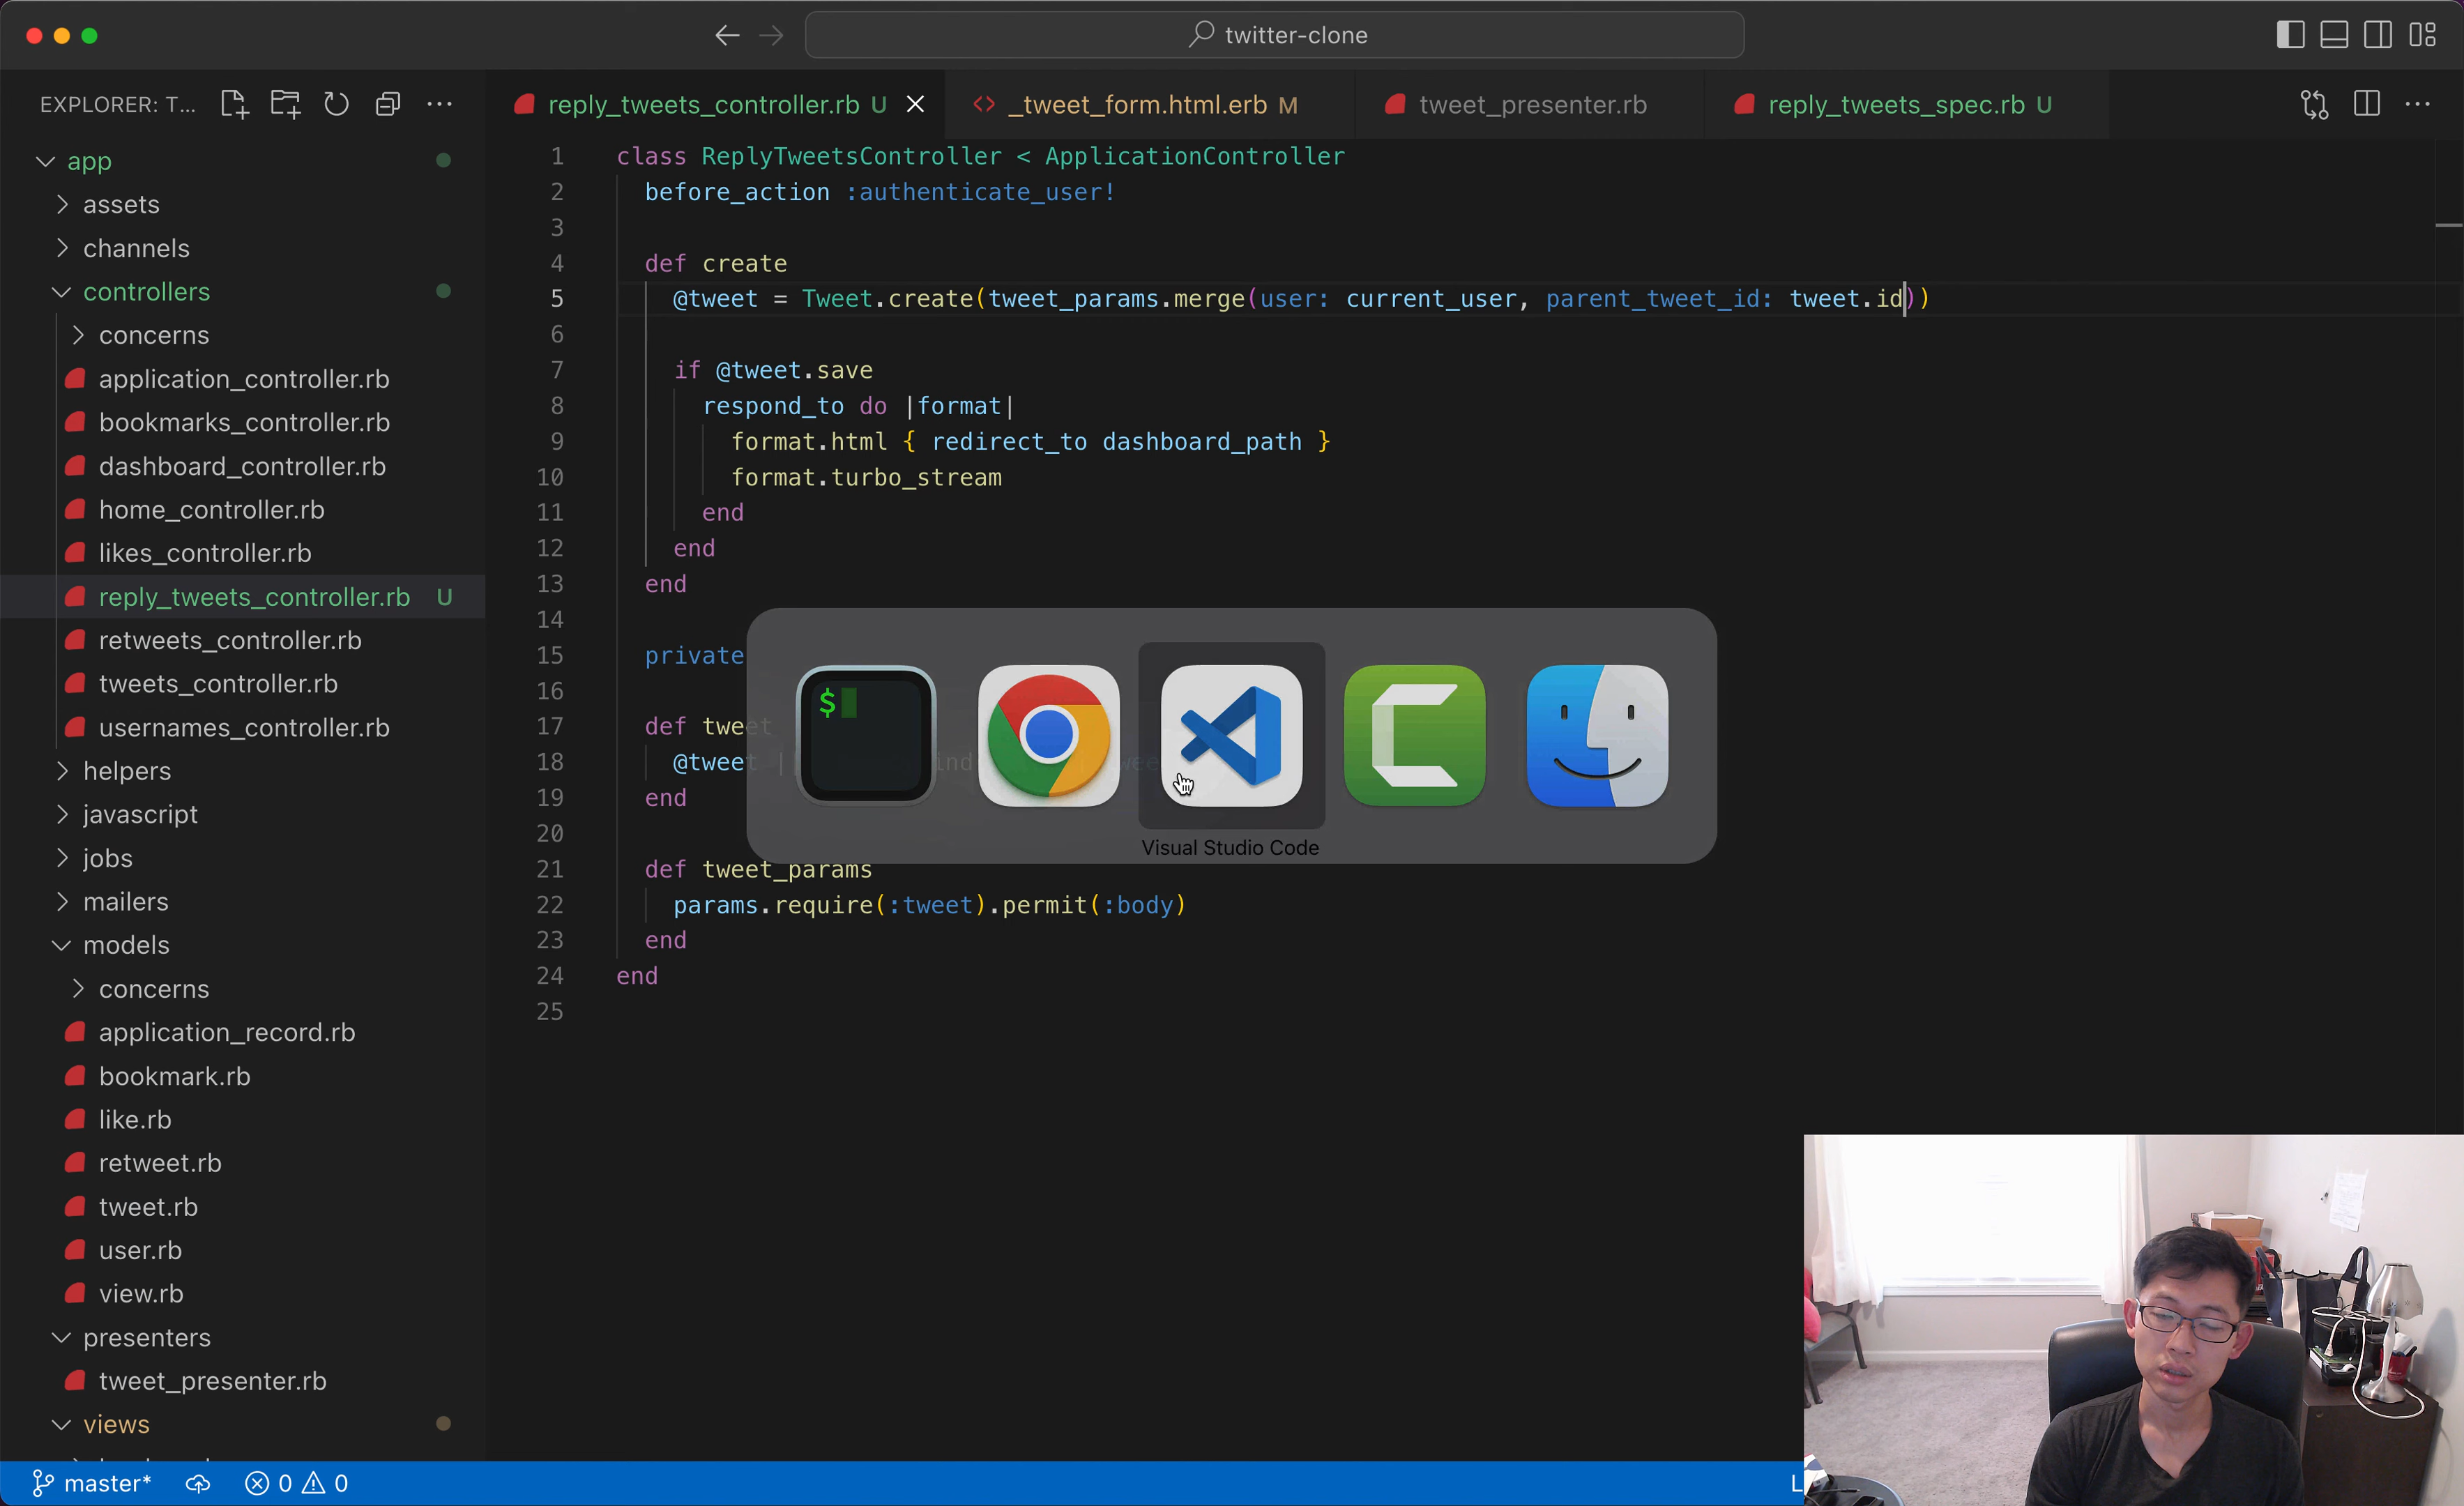 twitter-clone
EXPLORER: T...
reply_tweets_controller.rb U
_tweet_form.html.erb M
tweet_presenter.rb
reply_tweets_spec.rb U
app
assets
channels
controllers
concerns
application_controller.rb
bookmarks_controller.rb
dashboard_controller.rb
home_controller.rb
likes_controller.rb
reply_tweets_controller.rb U
retweets_controller.rb
tweets_controller.rb
usernames_controller.rb
helpers
javascript
jobs
mailers
models
concerns
application_record.rb
bookmark.rb
like.rb
retweet.rb
tweet.rb
user.rb
view.rb
presenters
tweet_presenter.rb
views
1 class ReplyTweetsController < ApplicationController
2 before_action :authenticate_user!
3
4 def create
5 @tweet = Tweet.create(tweet_params.merge(user: current_user, parent_tweet_id: tweet.id))
6
7 if @tweet.save
8 respond_to do |format|
9 format.html { redirect_to dashboard_path }
10 format.turbo_stream
11 end
12 end
13 end
14
15 private
16
17 def tweet
18 @tweet ||
19 end
20
21 def tweet_params
22 params.require(:tweet).permit(:body)
23 end
24 end
25
$
Visual Studio Code
master*
0 0
L